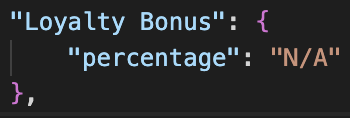 "Loyalty Bonus": {
    "percentage": "N/A"
},